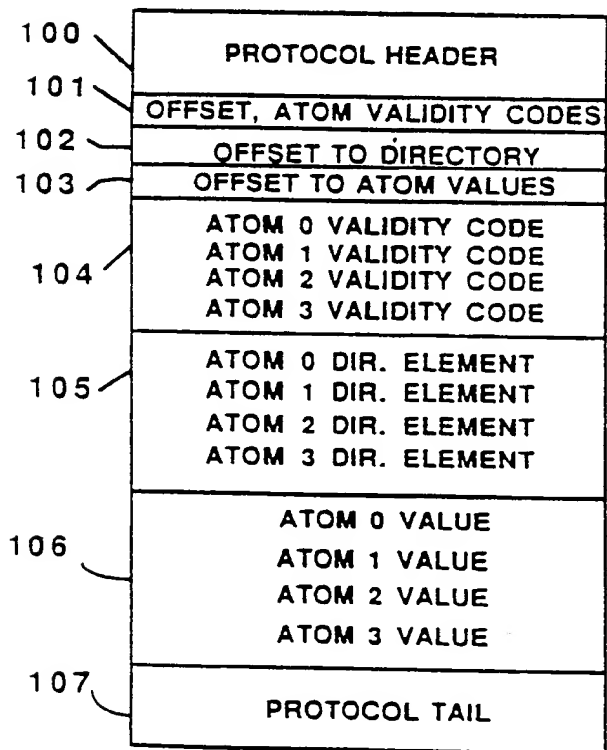 100
PROTOCOL HEADER
101
OFFSET, ATOM VALIDITY CODES
102
OFFSET TO DIRECTORY
103
OFFSET TO ATOM VALUES
104
ATOM 0 VALIDITY CODE
ATOM 1 VALIDITY CODE
ATOM 2 VALIDITY CODE
ATOM 3 VALIDITY CODE
105
ATOM 0 DIR. ELEMENT
ATOM 1 DIR. ELEMENT
ATOM 2 DIR. ELEMENT
ATOM 3 DIR. ELEMENT
106
ATOM 0 VALUE
ATOM 1 VALUE
ATOM 2 VALUE
ATOM 3 VALUE
107
PROTOCOL TAIL